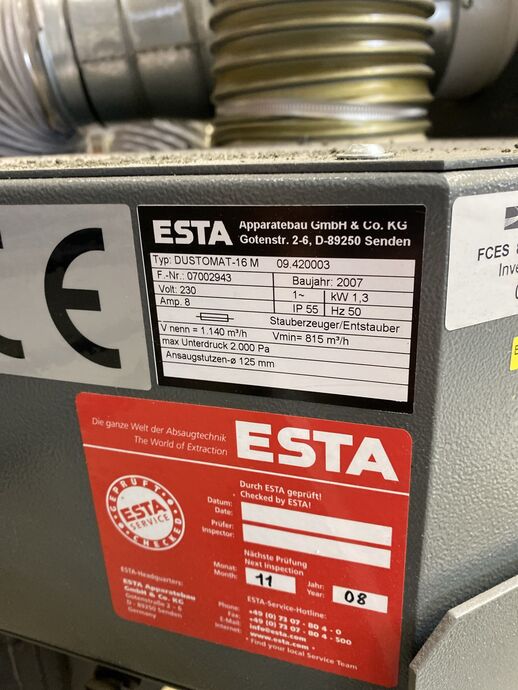 CE
ESTA Apparatebau GmbH & Co. KG
Gotenstr. 2-6, D-89250 Senden
Typ: DUSTOMAT-16 M 09.420003
F.-Nr.: 07002943 Baujahr: 2007
Volt: 230 1~ kW 1,3
Amp. 8 IP 55 Hz 50
Stauberzeuger/Entstauber
V nenn = 1.140 m³/h Vmin= 815 m³/h
max Unterdruck 2.000 Pa
Ansaugstutzen-ø 125 mm
FCES
Inve
Die ganze Welt der Absaugtechnik
The World of Extraction
ESTA
GEPRÜFT
ESTA
SERVICE
CHECKED
Durch ESTA geprüft!
Checked by ESTA!
Datum:
Date:
Prüfer:
Inspector:
Nächste Prüfung
Next Inspection
Monat:
Month: 11
Jahr:
Year: 08
ESTA-Headquarters:
ESTA Apparatebau
GmbH & Co. KG
Gotenstraße 2 - 6
D - 89250 Senden
Germany
ESTA-Service-Hotline:
Phone: +49 (0) 73 07 - 80 4 - 0
Fax: +49 (0) 73 07 - 80 4 - 500
E-Mail: info@esta.com
Internet: www.esta.com
* Find your local Service Team